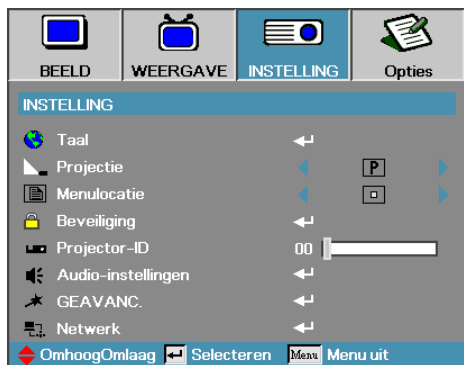 BEELD WEERGAVE INSTELLING Opties
INSTELLING
Taal
Projectie P
Menulocatie
Beveiliging
Projector-ID 00
Audio-instellingen
GEAVANC.
Netwerk
OmhoogOmlaag Selecteren Menu Menu uit